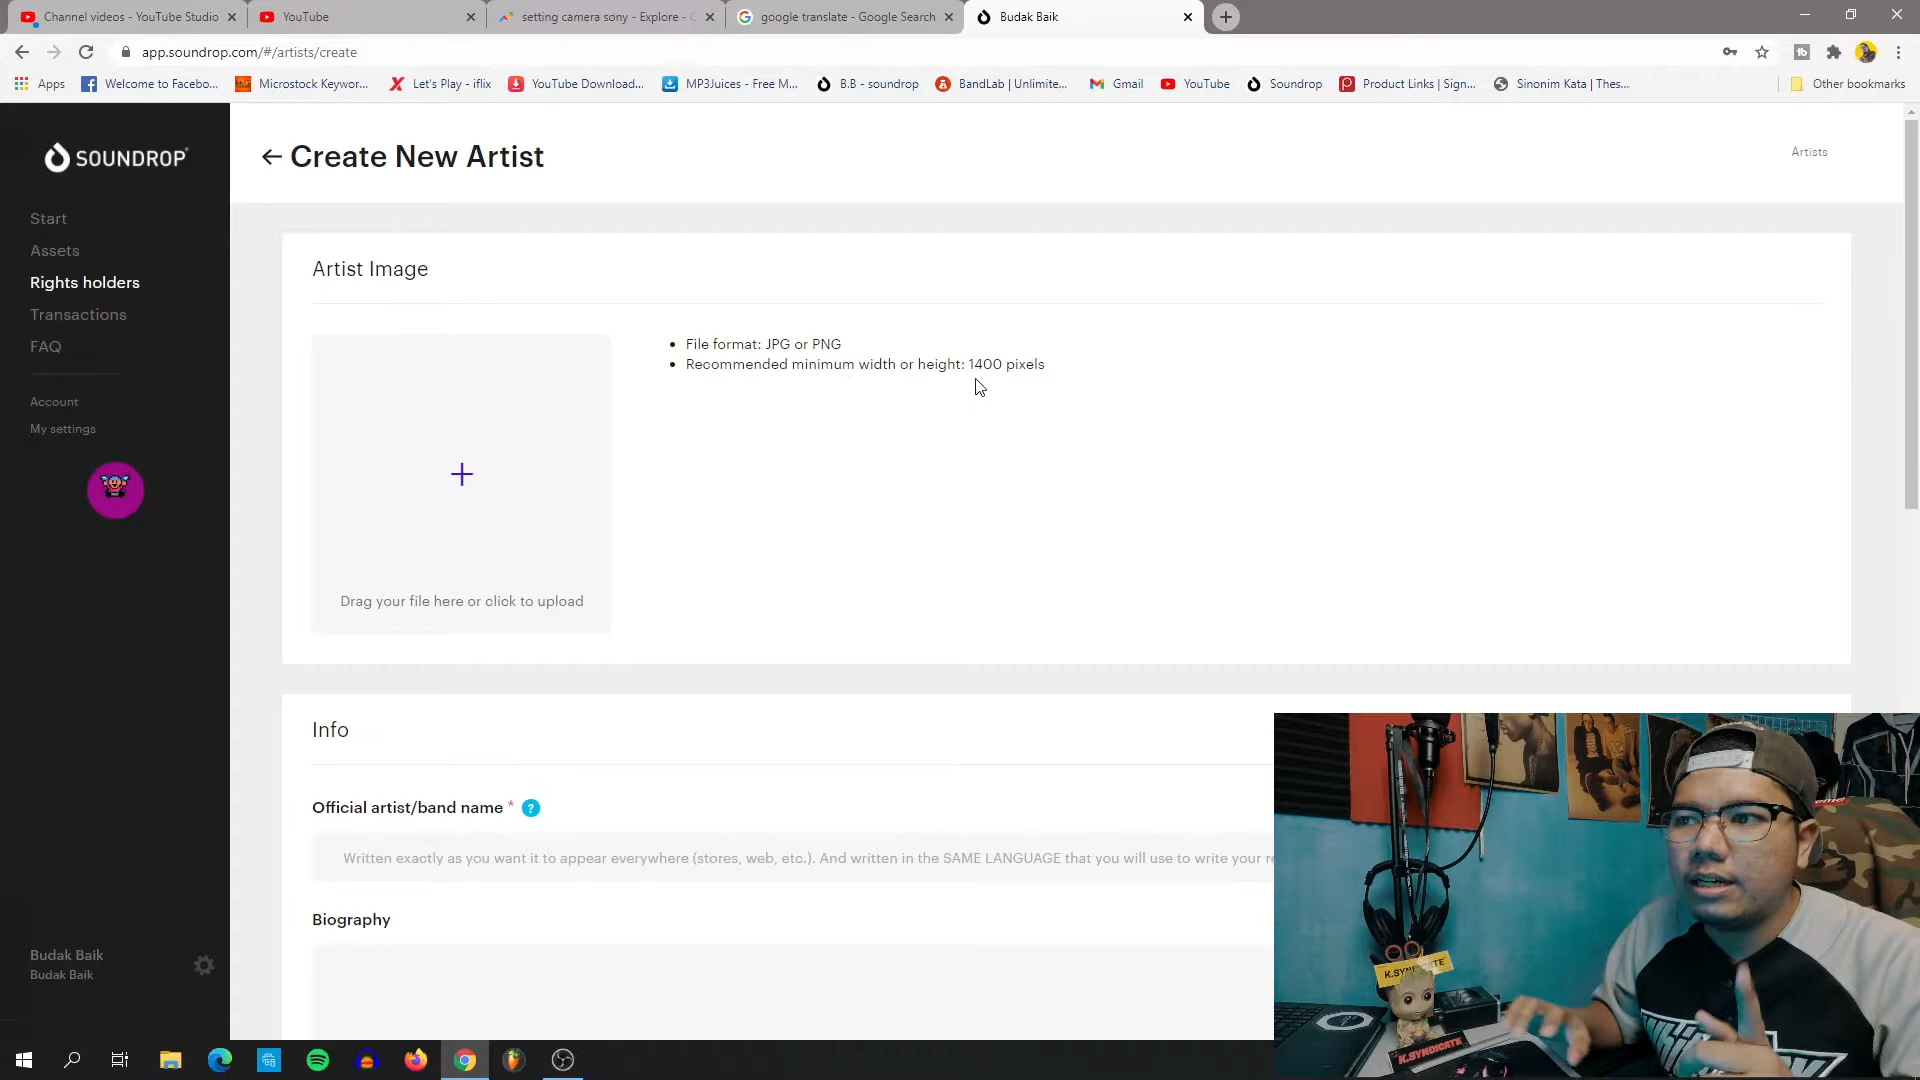 Channel videos - YouTube Studio
YouTube
setting camera sony - Explore - G
google translate - Google Search
Budak Baik
app.soundrop.com/#/artists/create
Apps
Welcome to Facebo...
Microstock Keywor...
Let's Play - iflix
YouTube Download...
MP3Juices - Free M...
B.B - soundrop
BandLab | Unlimite...
Gmail
YouTube
Soundrop
Product Links | Sign...
Sinonim Kata | Thes...
Other bookmarks
SOUNDROP
Create New Artist
Artists
Start
Assets
Rights holders
Transactions
FAQ
Account
My settings
Artist Image
File format: JPG or PNG
Recommended minimum width or height: 1400 pixels
Drag your file here or click to upload
Info
Official artist/band name * ?
Written exactly as you want it to appear everywhere (stores, web, etc.). And written in the SAME LANGUAGE that you will use to write your re
Biography
Budak Baik
Budak Baik
K.SYNDICATE
K.SYNDICATE